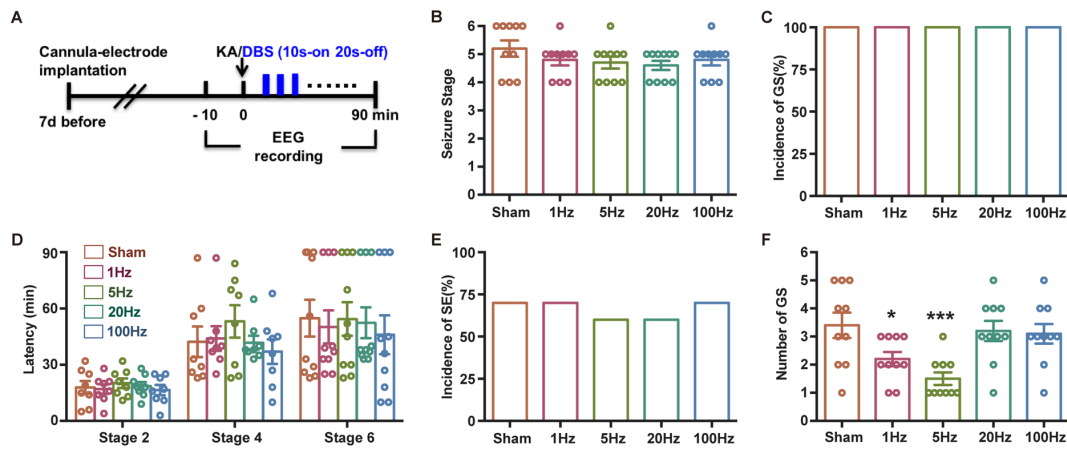 A
Cannula-electrode
implantation
KA/DBS (10s-on 20s-off)
7d before
- 10
0
90 min
EEG
recording
B
Seizure Stage
6
5
4
3
2
1
0
Sham
1Hz
5Hz
20Hz
100Hz
C
Incidence of GS(%)
100
75
50
25
0
Sham
1Hz
5Hz
20Hz
100Hz
D
Latency (min)
90
60
30
0
Sham
1Hz
5Hz
20Hz
100Hz
Stage 2
Stage 4
Stage 6
E
Incidence of SE(%)
100
75
50
25
0
Sham
1Hz
5Hz
20Hz
100Hz
F
Number of GS
6
5
4
3
2
1
0
*
***
Sham
1Hz
5Hz
20Hz
100Hz